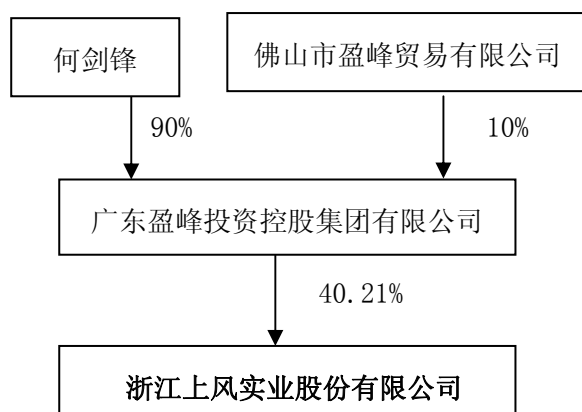 何剑锋
佛山市盈峰贸易有限公司
90%
10%
广东盈峰投资控股集团有限公司
40.21%
浙江上风实业股份有限公司